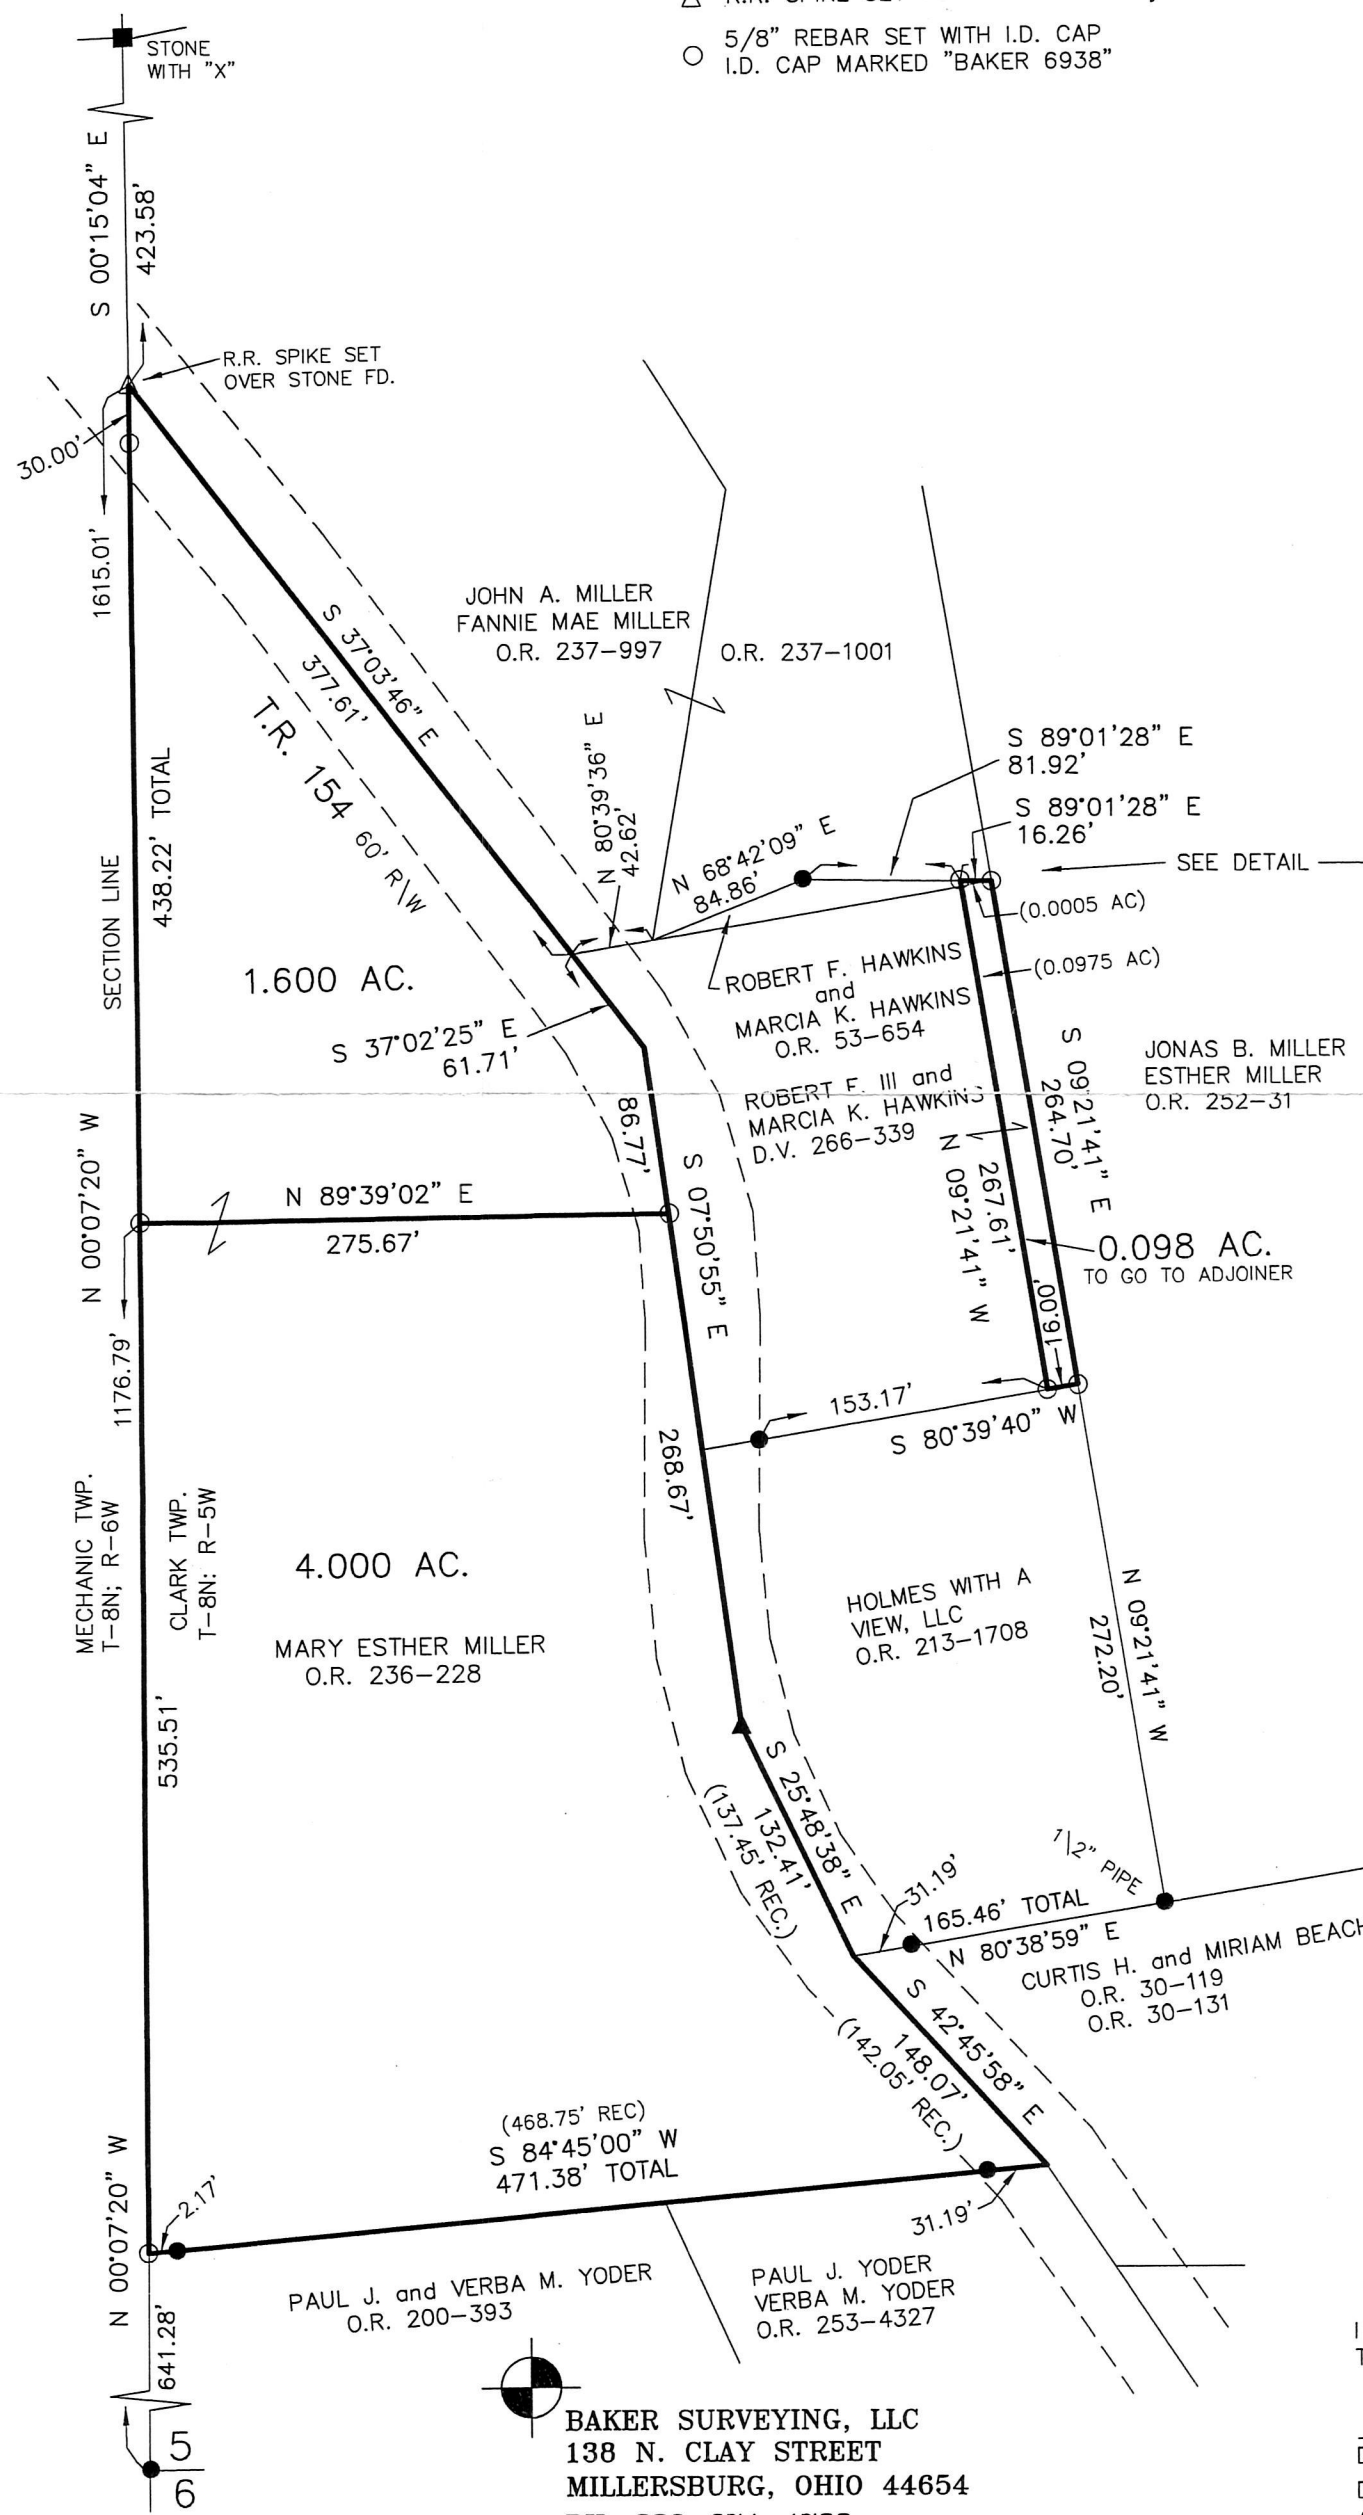 5/8" REBAR SET WITH I.D. CAP
I.D. CAP MARKED "BAKER 6938"
STONE
WITH "X"
S 00°15'04" E
423.58'
R.R. SPIKE SET
OVER STONE FD.
30.00'
1615.01'
JOHN A. MILLER
FANNIE MAE MILLER
O.R. 237-997
O.R. 237-1001
S 37°03'46" E
377.61'
T.R. 154 60' R\W
N 80°39'36" E
42.62'
N 68°42'09" E
84.86'
S 89°01'28" E
81.92'
S 89°01'28" E
16.26'
SEE DETAIL
(0.0005 AC)
(0.0975 AC)
SECTION LINE
438.22' TOTAL
1.600 AC.
S 37°02'25" E
61.71'
ROBERT F. HAWKINS
and
MARCIA K. HAWKINS
O.R. 53-654
ROBERT F. III and
MARCIA K. HAWKINS
D.V. 266-339
JONAS B. MILLER
ESTHER MILLER
O.R. 252-31
S 09°21'41" E
264.70'
267.61'
N 09°21'41" W
86.77'
S 07°50'55" E
N 00°07'20" W
N 89°39'02" E
275.67'
0.098 AC.
TO GO TO ADJOINER
16.00'
1176.79'
153.17'
S 80°39'40" W
268.67'
MECHANIC TWP.
T-8N; R-6W
CLARK TWP.
T-8N: R-5W
4.000 AC.
MARY ESTHER MILLER
O.R. 236-228
HOLMES WITH A
VIEW, LLC
O.R. 213-1708
N 09°21'41" W
272.20'
535.51'
S 25°48'38" E
132.41'
(137.45' REC.)
31.19'
1/2" PIPE
165.46' TOTAL
N 80°38'59" E
CURTIS H. and MIRIAM BEACH
O.R. 30-119
O.R. 30-131
S 42°45'58" E
148.07'
(142.05' REC.)
(468.75' REC)
S 84°45'00" W
471.38' TOTAL
31.19'
N 00°07'20" W
2.17'
PAUL J. and VERBA M. YODER
O.R. 200-393
PAUL J. YODER
VERBA M. YODER
O.R. 253-4327
641.28'
5
6
BAKER SURVEYING, LLC
138 N. CLAY STREET
MILLERSBURG, OHIO 44654